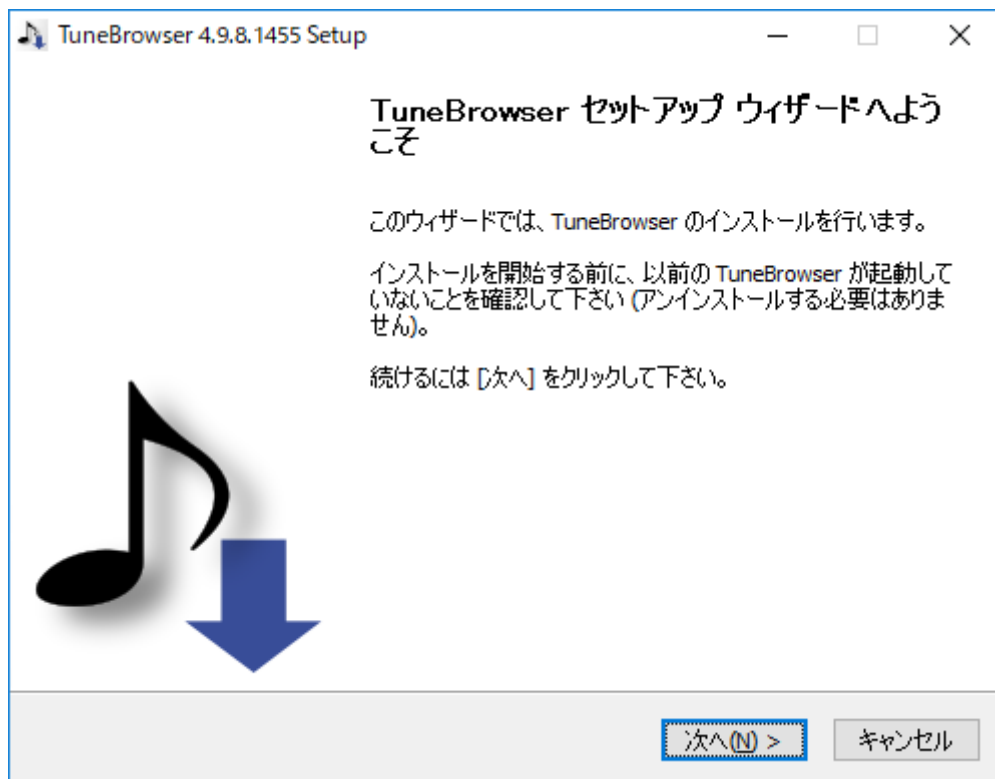 TuneBrowser 4.9.8.1455 Setup
TuneBrowser セットアップ ウィザードへよう
こそ
このウィザードでは、TuneBrowser のインストールを行います。
インストールを開始する前に、以前の TuneBrowser が起動して
いないことを確認して下さい (アンインストールする必要はありま
せん)。
続けるには [次へ] をクリックして下さい。
次へ(N) >
キャンセル